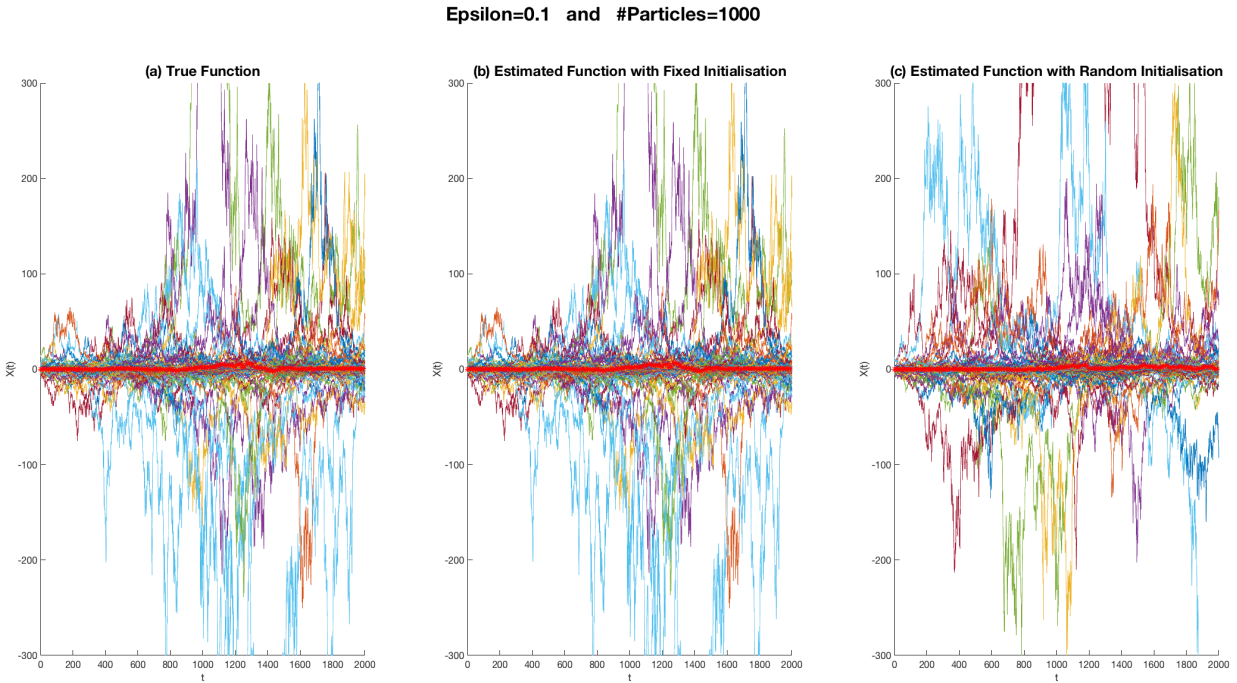 Epsilon=0.1 and #Particles=1000
(a) True Function
300
200
100
0
-100
-200
-300
X(t)
0 200 400 600 800 1000 1200 1400 1600 1800 2000
t
(b) Estimated Function with Fixed Initialisation
300
200
100
0
-100
-200
-300
X(t)
0 200 400 600 800 1000 1200 1400 1600 1800 2000
t
(c) Estimated Function with Random Initialisation
300
200
100
0
-100
-200
-300
X(t)
0 200 400 600 800 1000 1200 1400 1600 1800 2000
t